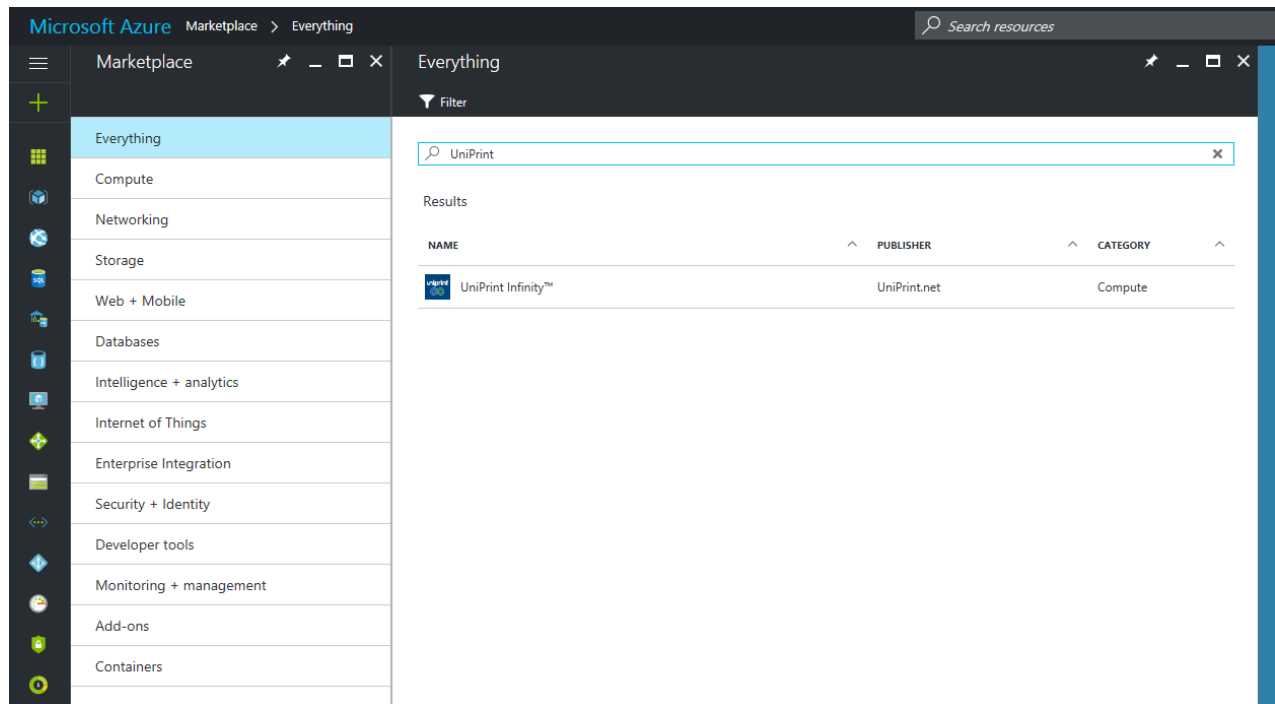 Microsoft Azure Marketplace > Everything
Search resources
Marketplace
Everything
Filter
Everything
Compute
Networking
Storage
Web + Mobile
Databases
Intelligence + analytics
Internet of Things
Enterprise Integration
Security + Identity
Developer tools
Monitoring + management
Add-ons
Containers
UniPrint
Results
NAME PUBLISHER CATEGORY
uniprint UniPrint Infinity™ UniPrint.net Compute
SQL